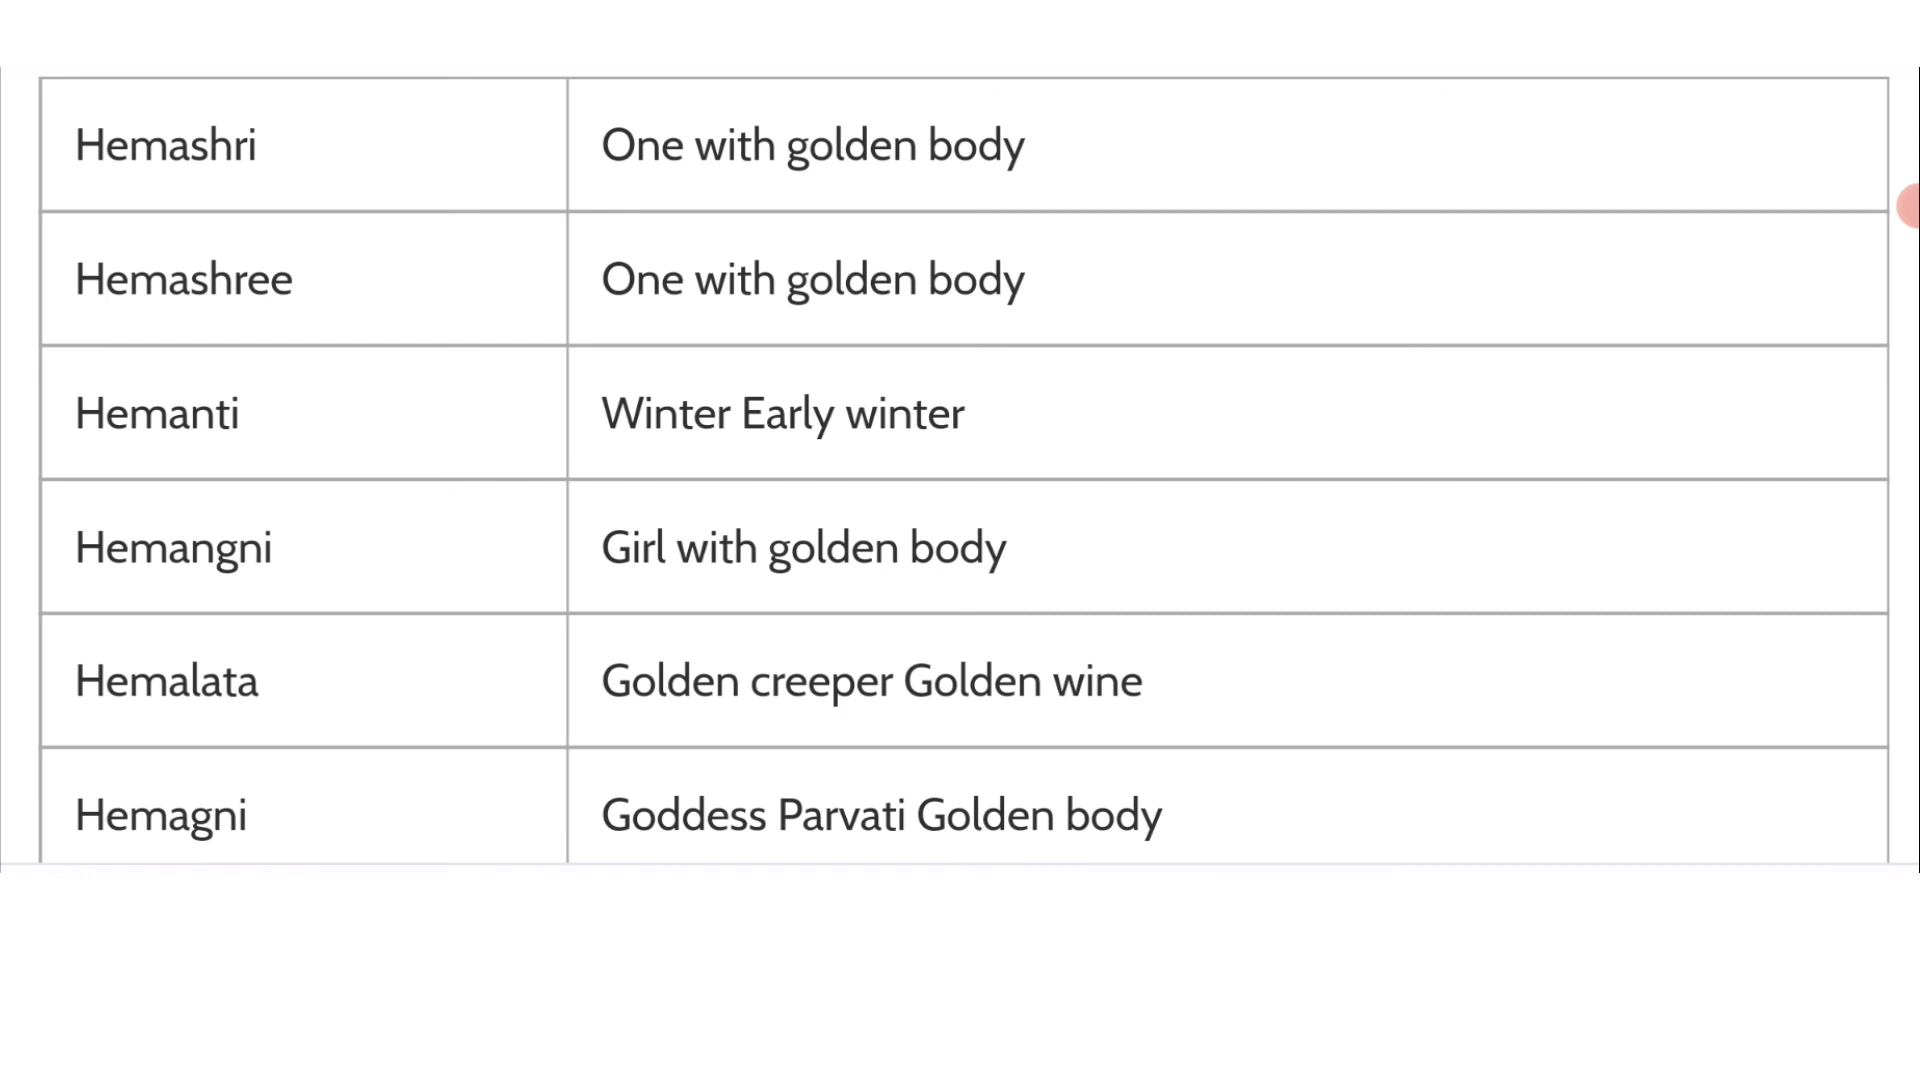 Hemashri One with golden body
Hemashree One with golden body
Hemanti Winter Early winter
Hemangni Girl with golden body
Hemalata Golden creeper Golden wine
Hemagni Goddess Parvati Golden body